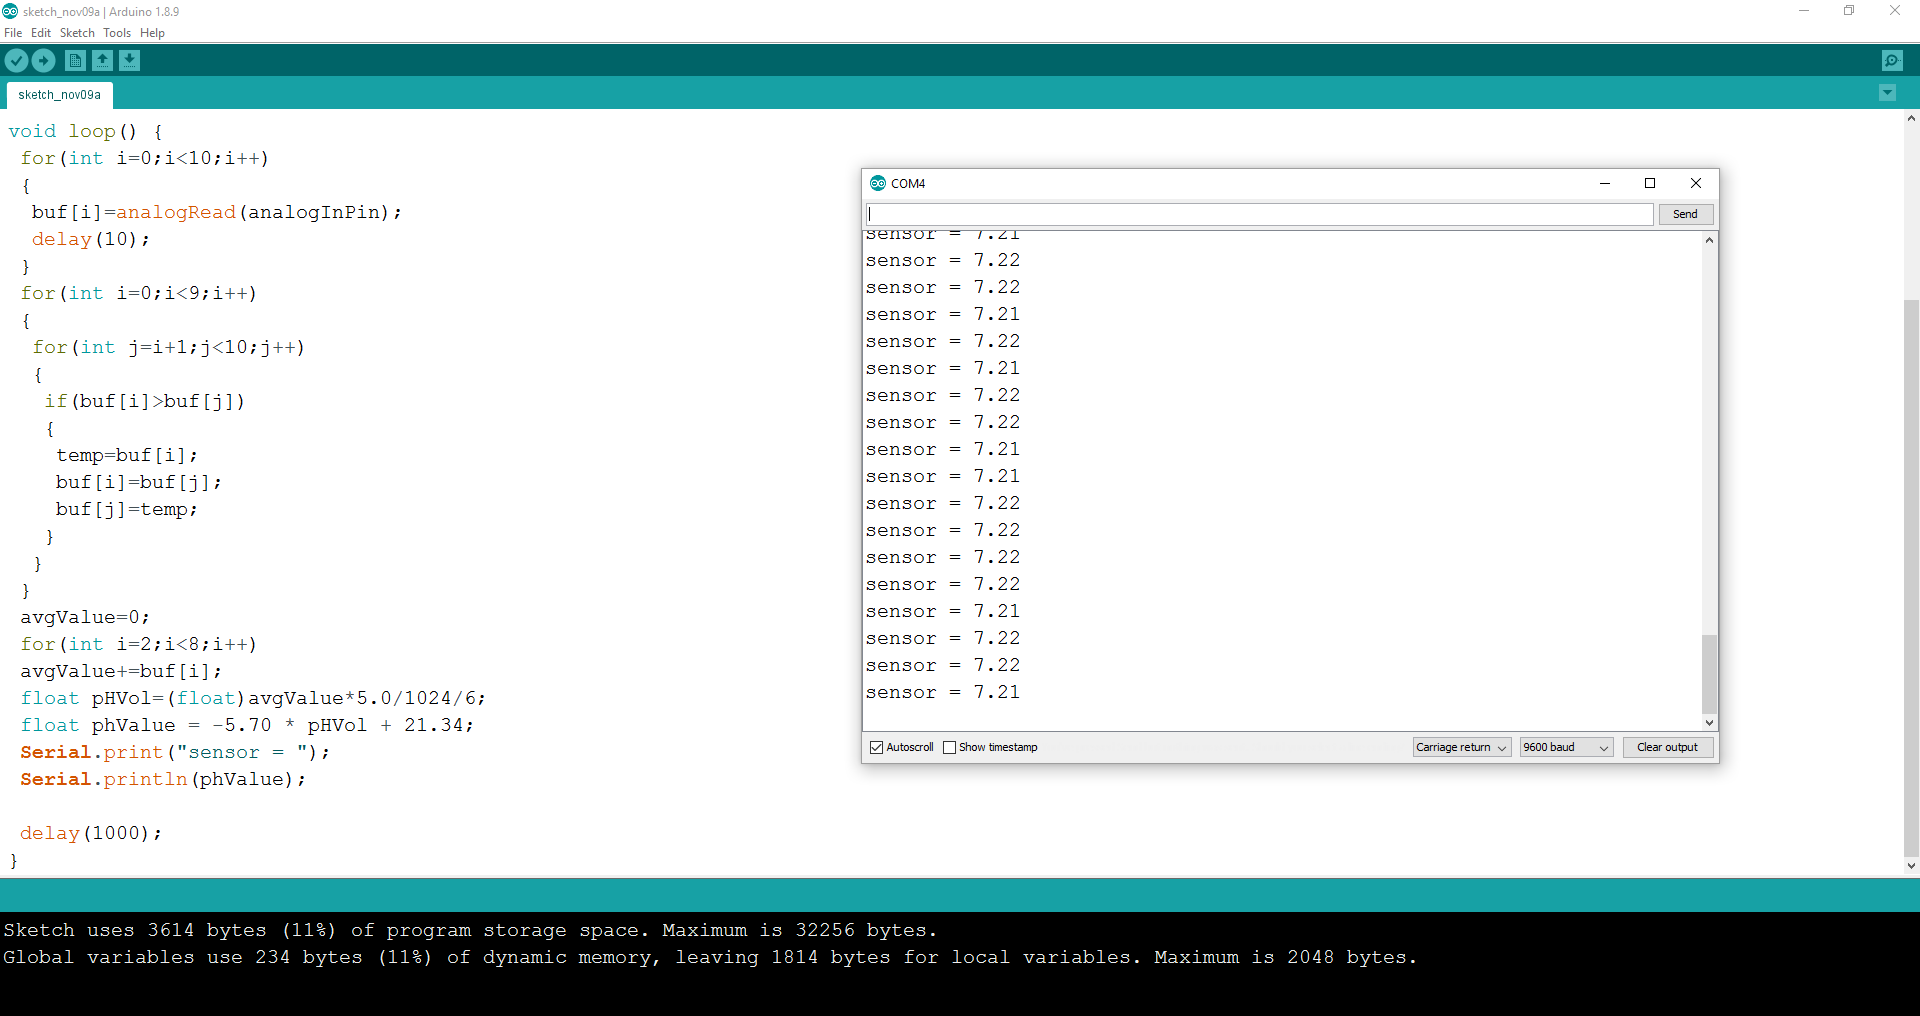 sketch_nov09a | Arduino 1.8.9
File Edit Sketch Tools Help
sketch_nov09a
void loop() {
for(int i=0;i<10;i++)
{
buf[i]=analogRead(analogInPin);
delay(10);
}
for(int i=0;i<9;i++)
{
for(int j=i+1;j<10;j++)
{
if(buf[i]>buf[j])
{
temp=buf[i];
buf[i]=buf[j];
buf[j]=temp;
}
}
}
avgValue=0;
for(int i=2;i<8;i++)
avgValue+=buf[i];
float pHVol=(float)avgValue*5.0/1024/6;
float phValue = -5.70 * pHVol + 21.34;
Serial.print("sensor = ");
Serial.println(phValue);
delay(1000);
}
COM4
Send
sensor = 7.21
sensor = 7.22
sensor = 7.22
sensor = 7.21
sensor = 7.22
sensor = 7.21
sensor = 7.22
sensor = 7.22
sensor = 7.21
sensor = 7.21
sensor = 7.22
sensor = 7.22
sensor = 7.22
sensor = 7.22
sensor = 7.21
sensor = 7.22
sensor = 7.22
sensor = 7.21
Autoscroll Show timestamp Carriage return 9600 baud Clear output
Sketch uses 3614 bytes (11%) of program storage space. Maximum is 32256 bytes.
Global variables use 234 bytes (11%) of dynamic memory, leaving 1814 bytes for local variables. Maximum is 2048 bytes.